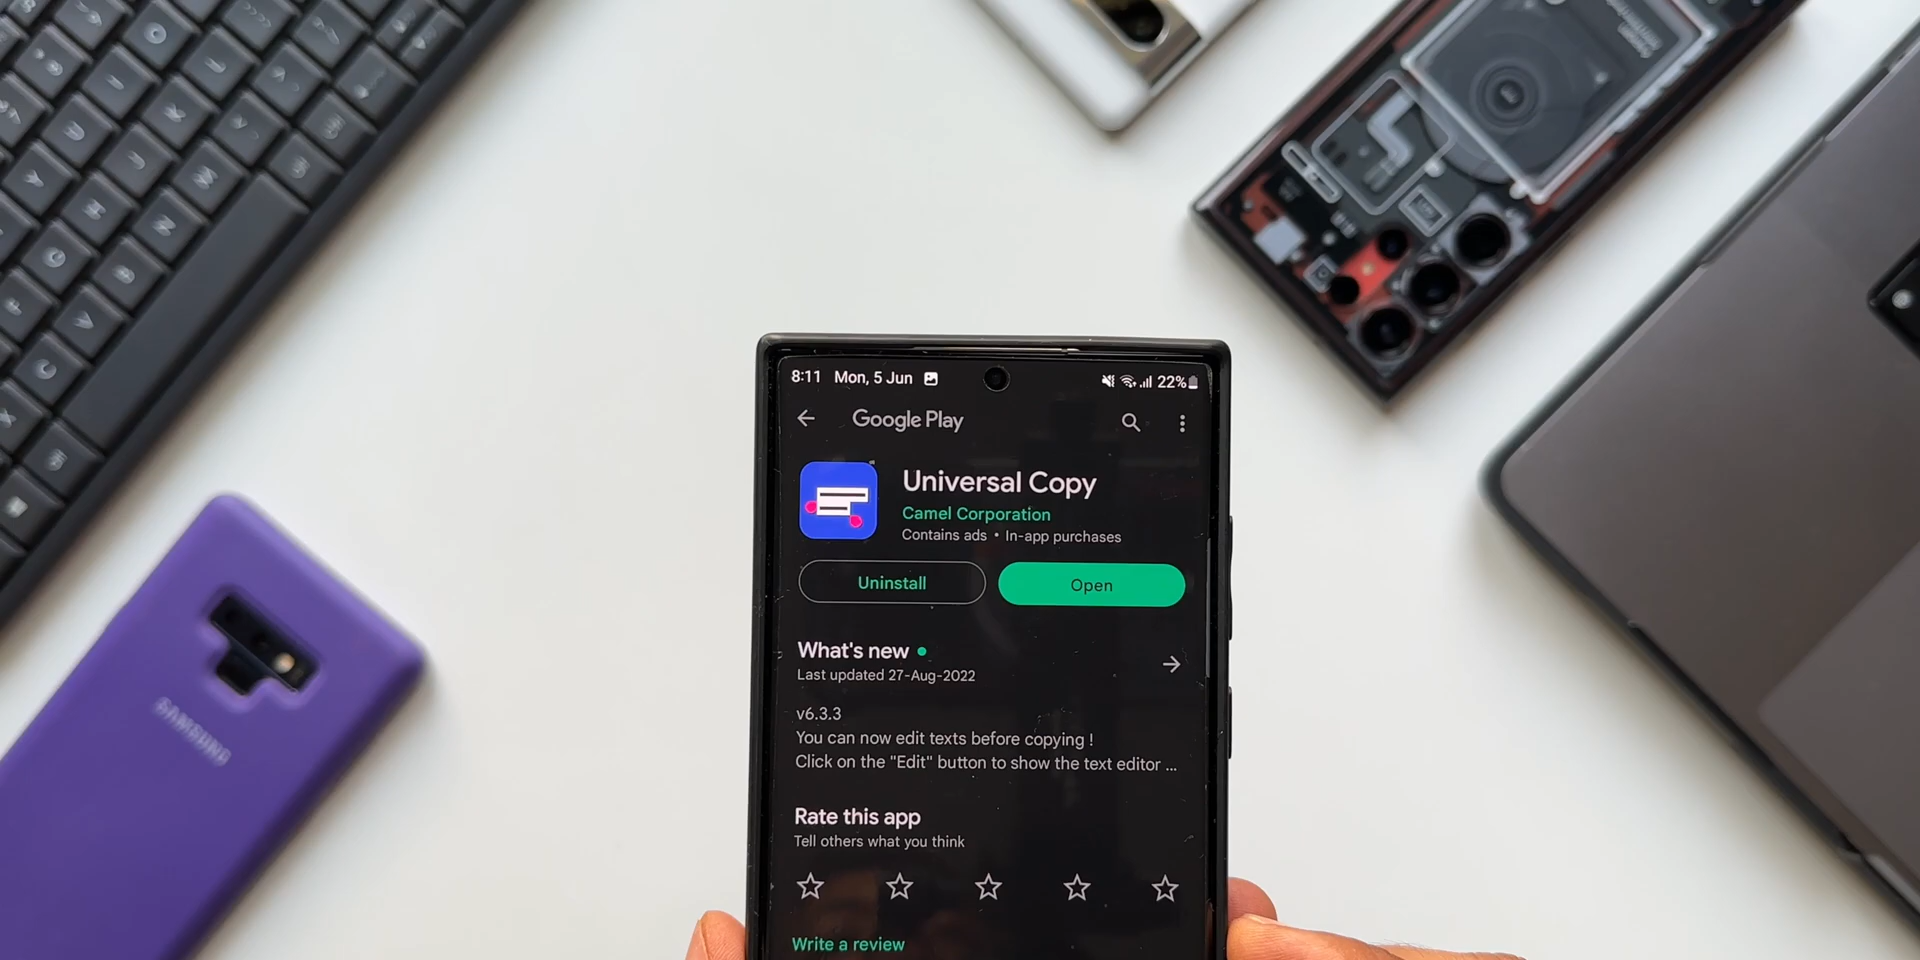 8:11 Mon, 5 Jun 22%
Google Play
Universal Copy
Camel Corporation
Contains ads • In-app purchases
Uninstall Open
What's new
Last updated 27-Aug-2022
v6.3.3
You can now edit texts before copying !
Click on the "Edit" button to show the text editor ...
Rate this app
Tell others what you think
Write a review
SAMSUNG